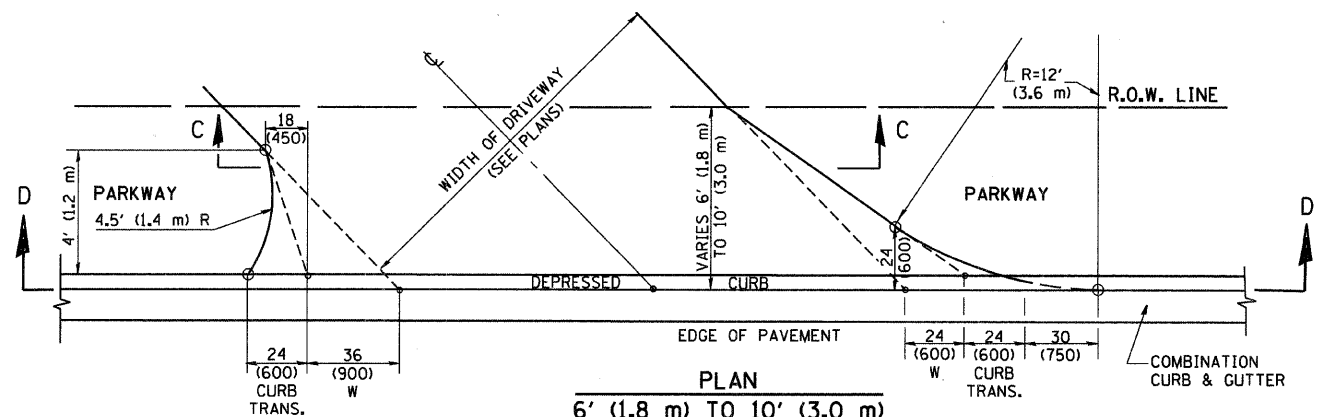 ℄
WIDTH OF DRIVEWAY
(SEE PLANS)
R=12'
(3.6 m)
R.O.W. LINE
18
(450)
C
C
4' (1.2 m)
PARKWAY
4.5' (1.4 m) R
VARIES 6' (1.8 m)
TO 10' (3.0 m)
PARKWAY
24
(600)
D
D
DEPRESSED CURB
EDGE OF PAVEMENT
24
(600)
CURB
TRANS.
36
(900)
W
24
(600)
W
24
(600)
CURB
TRANS.
30
(750)
COMBINATION
CURB & GUTTER
PLAN
6' (1.8 m) TO 10' (3.0 m)